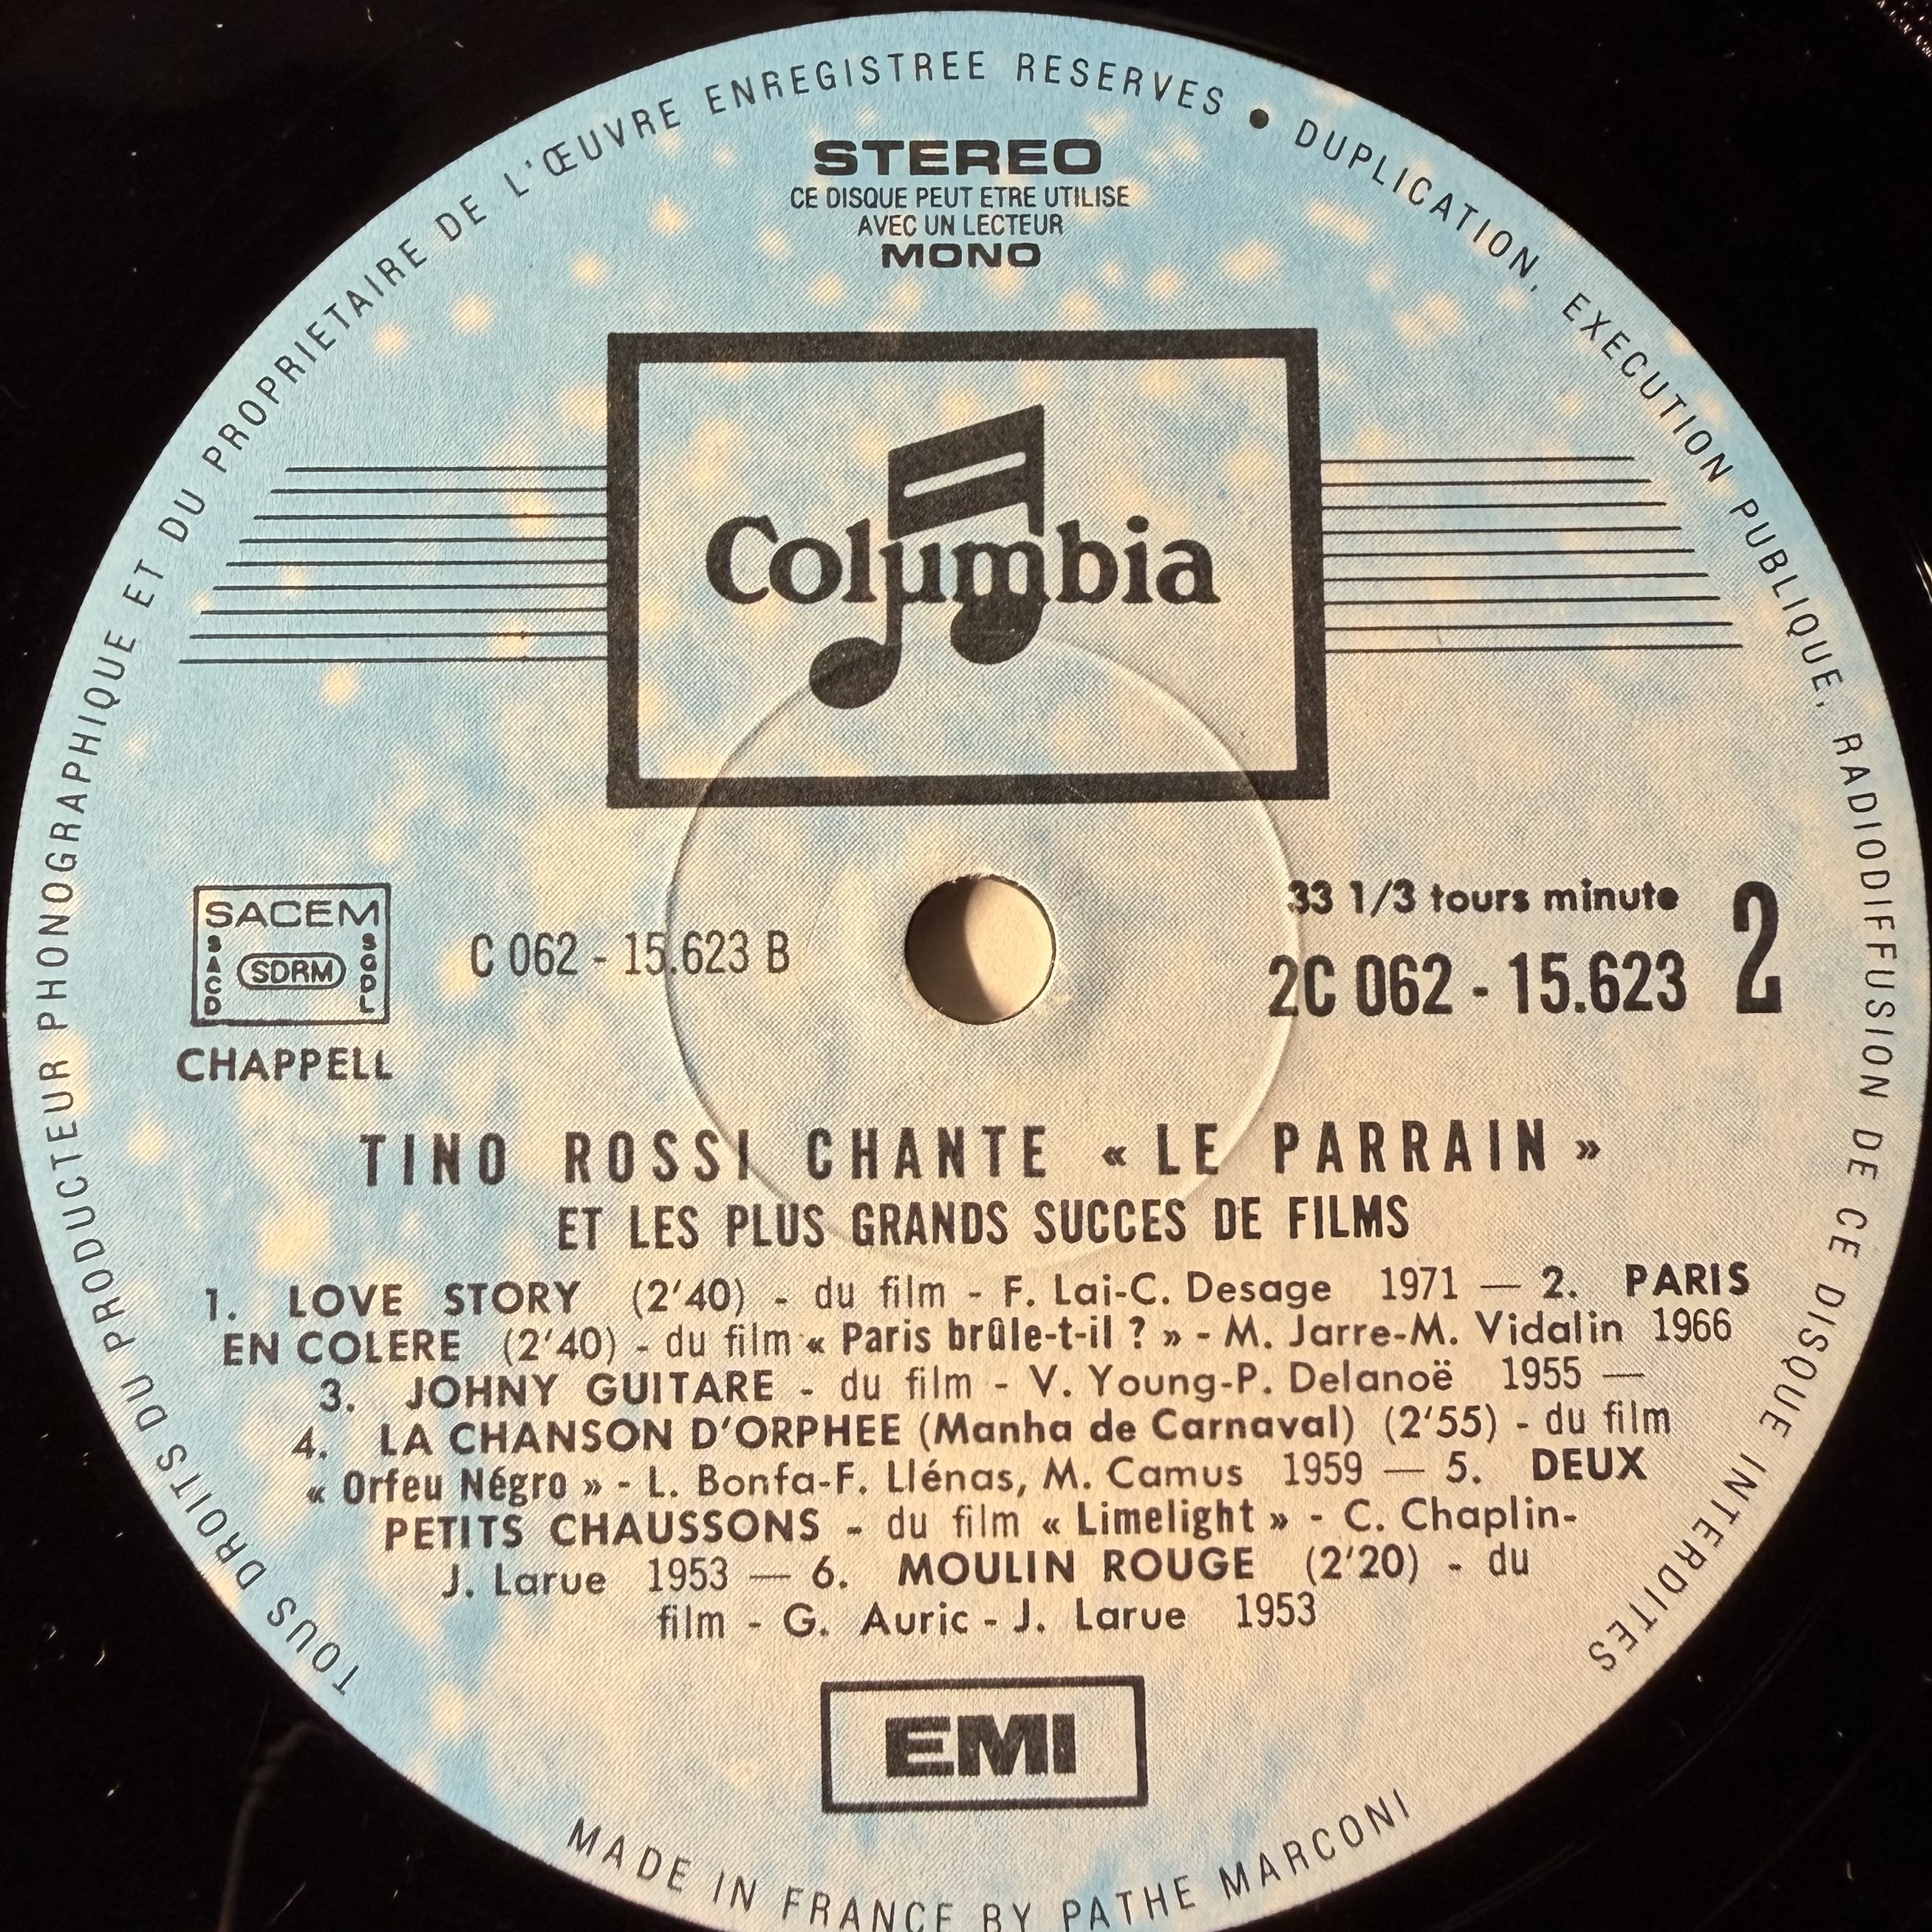 TOUS DROITS DU PRODUCTEUR PHONOGRAPHIQUE ET DU PROPRIETAIRE DE L'ŒUVRE ENREGISTREE RESERVES • DUPLICATION, EXECUTION PUBLIQUE, RADIODIFFUSION DE CE DISQUE INTERDITES
STEREO
CE DISQUE PEUT ETRE UTILISE
AVEC UN LECTEUR
MONO
Columbia
SACEM
SACD
SDRM
SGDL
CHAPPELL
C 062 - 15.623 B
33 1/3 tours minute
2C 062 - 15.623
2
TINO ROSSI CHANTE « LE PARRAIN »
ET LES PLUS GRANDS SUCCES DE FILMS
1. LOVE STORY (2'40) - du film - F. Lai-C. Desage 1971 — 2. PARIS
EN COLERE (2'40) - du film « Paris brûle-t-il ? » - M. Jarre-M. Vidalin 1966
3. JOHNY GUITARE - du film - V. Young-P. Delanoë 1955 —
4. LA CHANSON D'ORPHEE (Manha de Carnaval) (2'55) - du film
« Orfeu Négro » - L. Bonfa-F. Llénas, M. Camus 1959 — 5. DEUX
PETITS CHAUSSONS - du film « Limelight » - C. Chaplin-
J. Larue 1953 — 6. MOULIN ROUGE (2'20) - du
film - G. Auric - J. Larue 1953
EMI
MADE IN FRANCE BY PATHE MARCONI